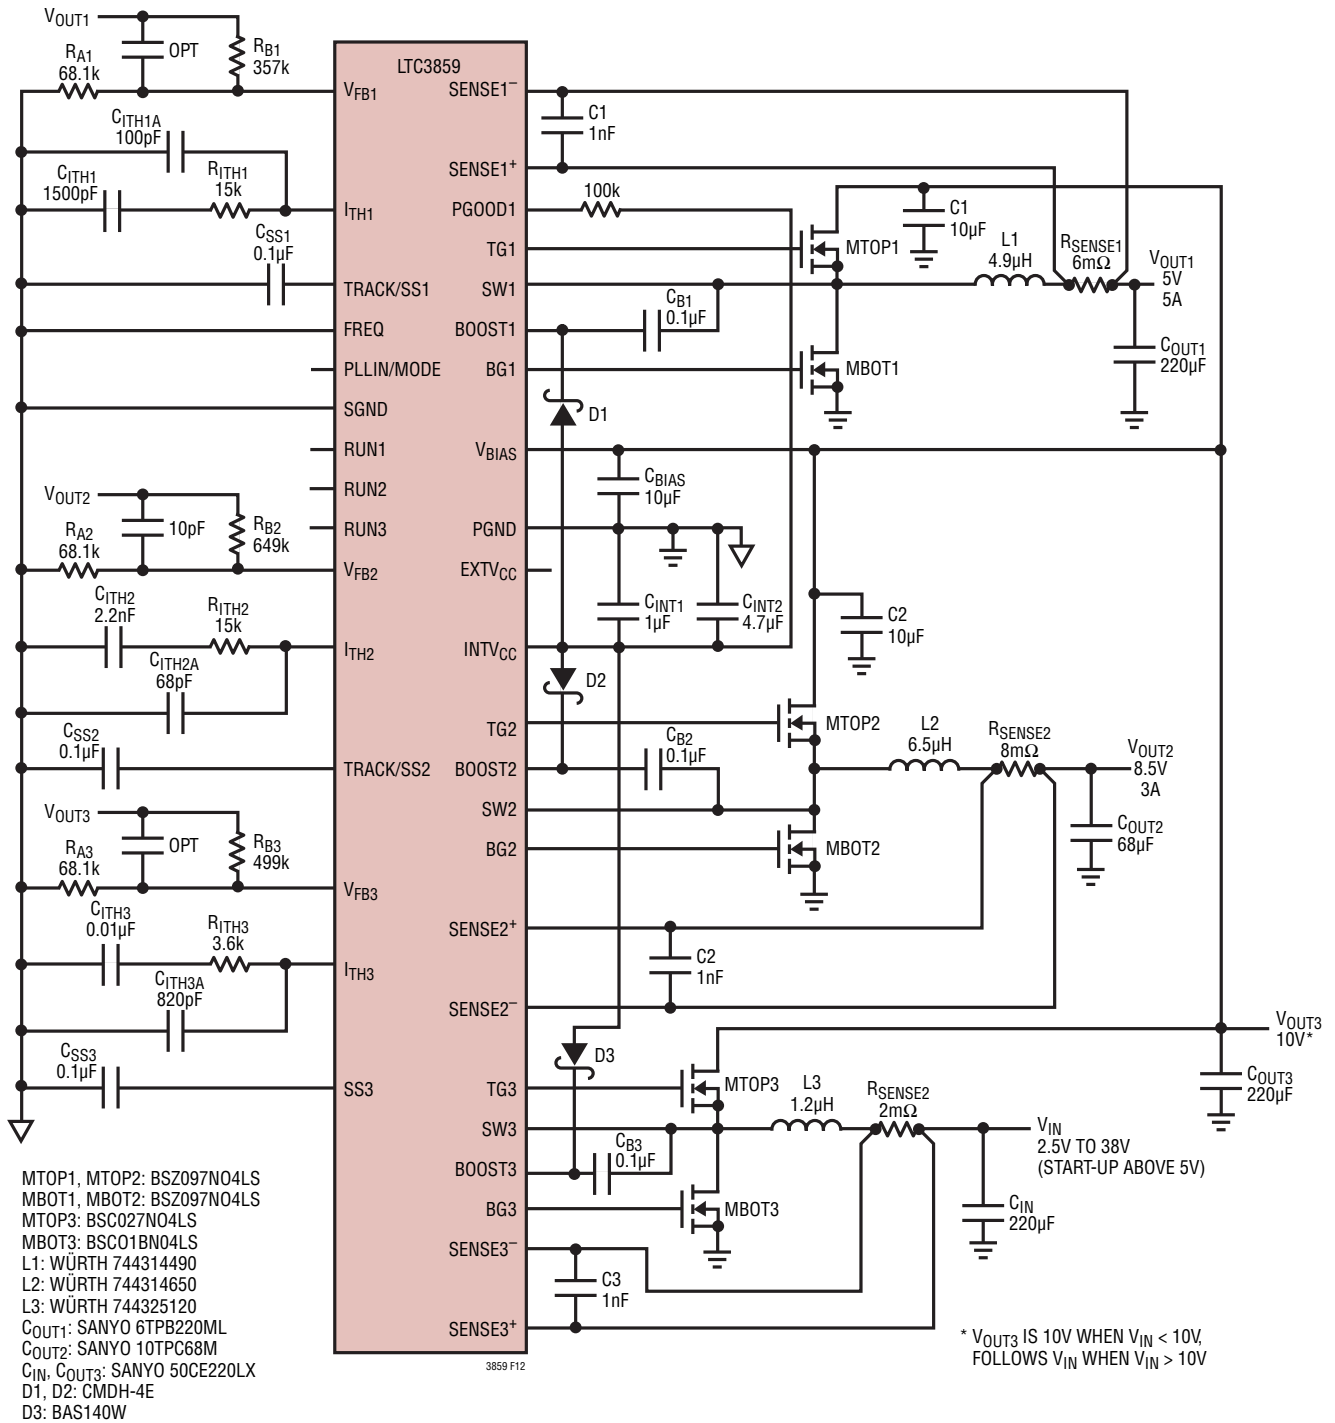 VOUT1
RA1
68.1k
OPT
RB1
357k
CITH1A
100pF
CITH1
1500pF
RITH1
15k
CSS1
0.1µF
VOUT2
RA2
68.1k
10pF
RB2
649k
CITH2
2.2nF
RITH2
15k
CITH2A
68pF
CSS2
0.1µF
VOUT3
RA3
68.1k
OPT
RB3
499k
CITH3
0.01µF
RITH3
3.6k
CITH3A
820pF
CSS3
0.1µF
LTC3859
VFB1
ITH1
TRACK/SS1
FREQ
PLLIN/MODE
SGND
RUN1
RUN2
RUN3
VFB2
ITH2
TRACK/SS2
VFB3
ITH3
SS3
SENSE1–
SENSE1+
PGOOD1
TG1
SW1
BOOST1
BG1
VBIAS
PGND
EXTVCC
INTVCC
TG2
BOOST2
SW2
BG2
SENSE2+
SENSE2–
TG3
SW3
BOOST3
BG3
SENSE3–
SENSE3+
C1
1nF
100k
MTOP1
C1
10µF
L1
4.9µH
RSENSE1
6mΩ
VOUT1
5V
5A
CB1
0.1µF
MBOT1
COUT1
220µF
D1
CBIAS
10µF
CINT1
1µF
CINT2
4.7µF
C2
10µF
D2
MTOP2
L2
6.5µH
RSENSE2
8mΩ
VOUT2
8.5V
3A
CB2
0.1µF
MBOT2
COUT2
68µF
C2
1nF
VOUT3
10V*
D3
MTOP3
L3
1.2µH
RSENSE2
2mΩ
COUT3
220µF
VIN
2.5V TO 38V
(START-UP ABOVE 5V)
CB3
0.1µF
MBOT3
CIN
220µF
C3
1nF
MTOP1, MTOP2: BSZ097NO4LS
MBOT1, MBOT2: BSZ097NO4LS
MTOP3: BSC027NO4LS
MBOT3: BSCO1BN04LS
L1: WÜRTH 744314490
L2: WÜRTH 744314650
L3: WÜRTH 744325120
COUT1: SANYO 6TPB220ML
COUT2: SANYO 10TPC68M
CIN, COUT3: SANYO 50CE220LX
D1, D2: CMDH-4E
D3: BAS140W
3859 F12
* VOUT3 IS 10V WHEN VIN < 10V,
FOLLOWS VIN WHEN VIN > 10V